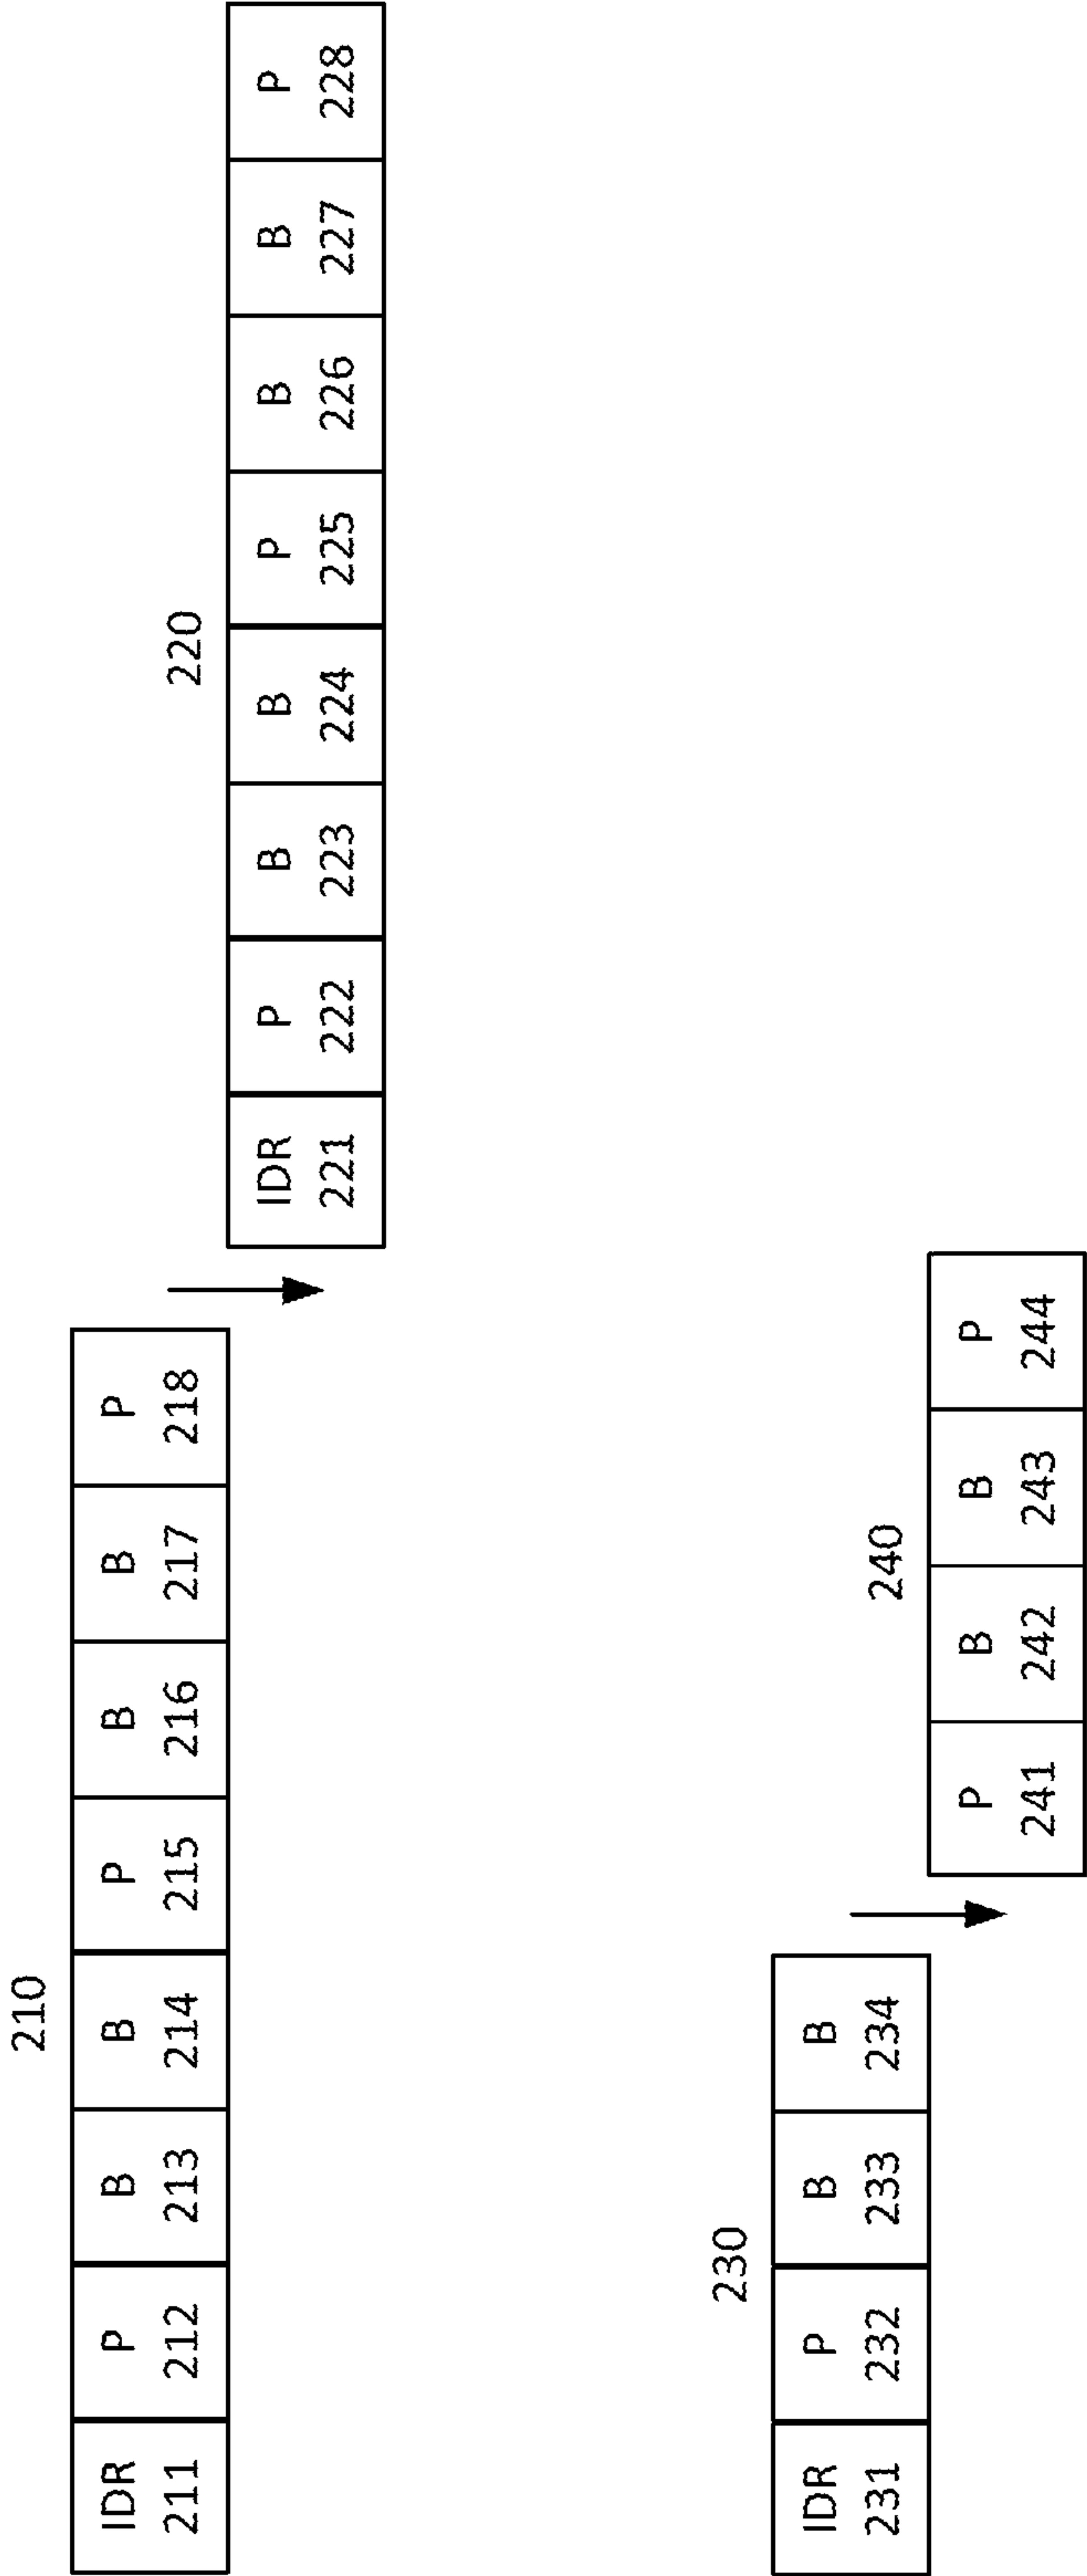 210
IDR P B B P B B P
211 212 213 214 215 216 217 218
220
IDR P B B P B B P
221 222 223 224 225 226 227 228
230
IDR P B B
231 232 233 234
240
P B B P
241 242 243 244